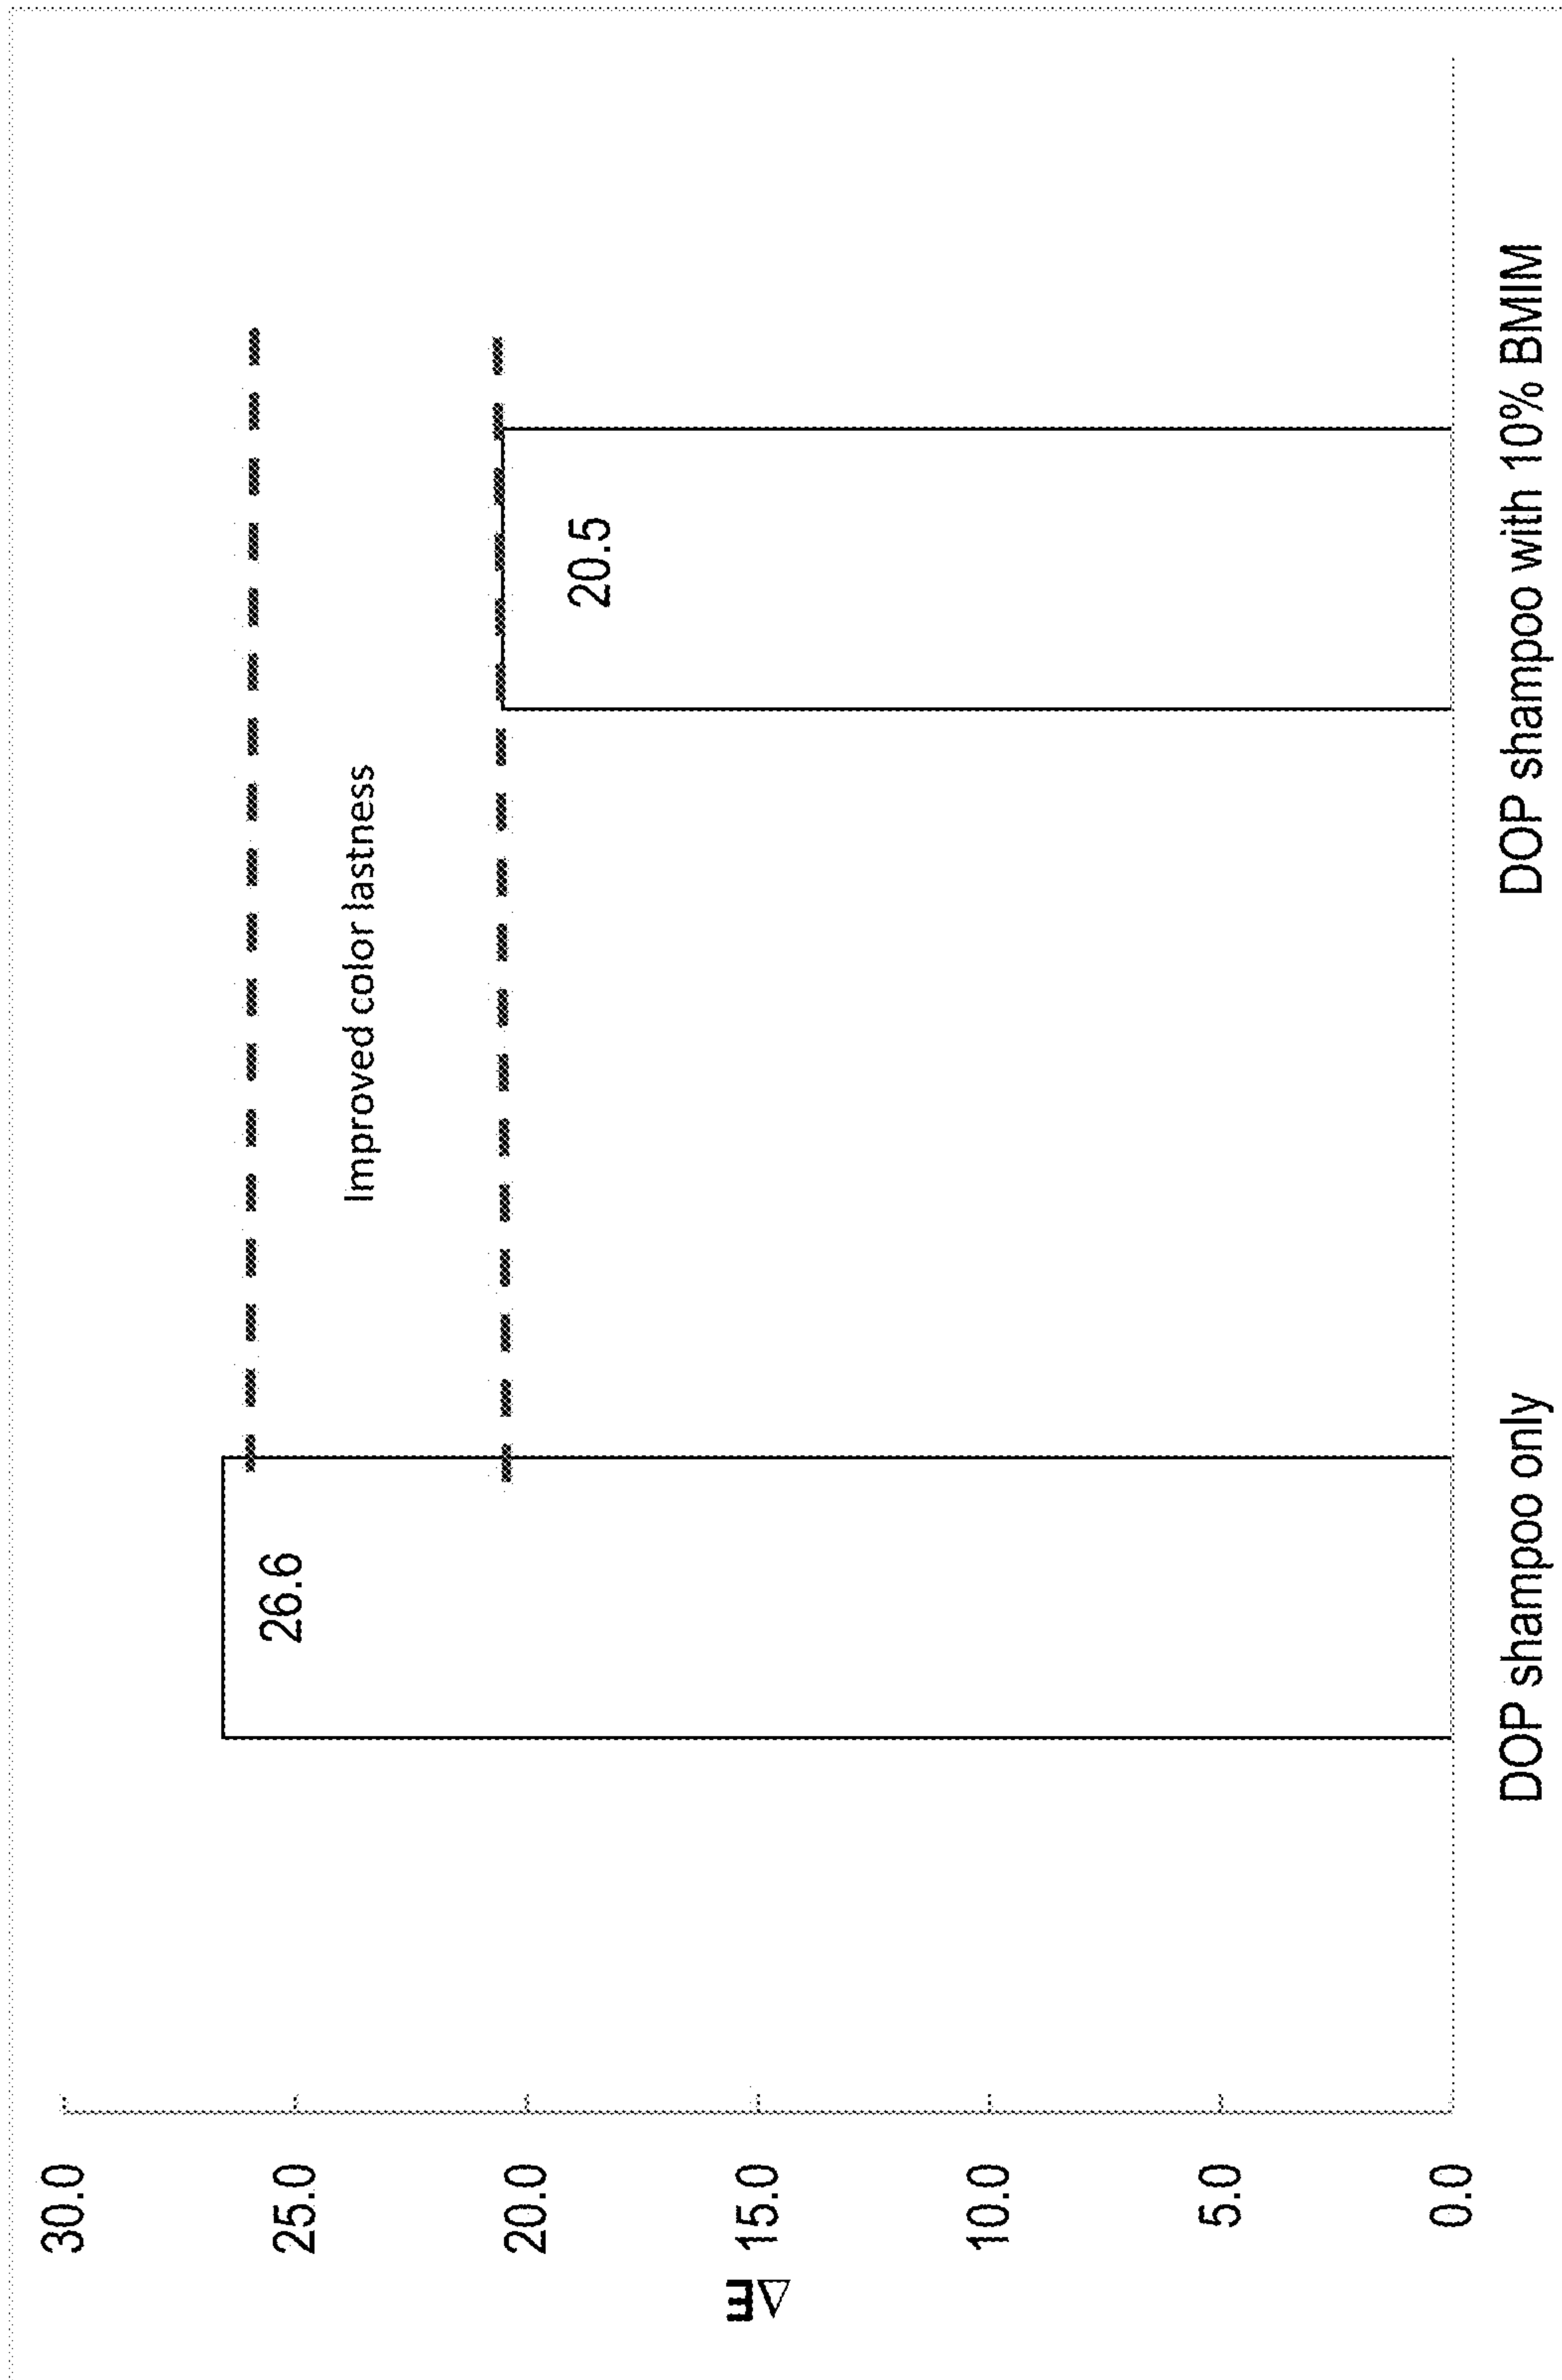 30.0
25.0
20.0
15.0
10.0
5.0
0.0
ΔE
26.6
Improved color lastness
20.5
DOP shampoo only
DOP shampoo with 10% BMIM